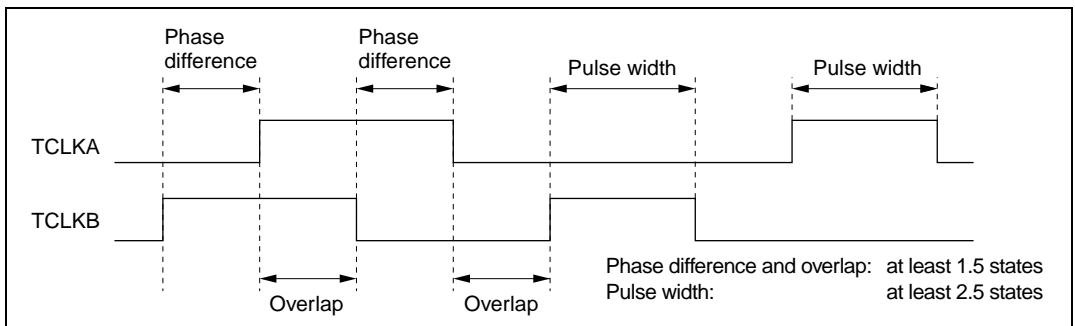 Phase
difference
Phase
difference
Pulse width
Pulse width
TCLKA
TCLKB
Overlap
Overlap
Phase difference and overlap: at least 1.5 states
Pulse width: at least 2.5 states